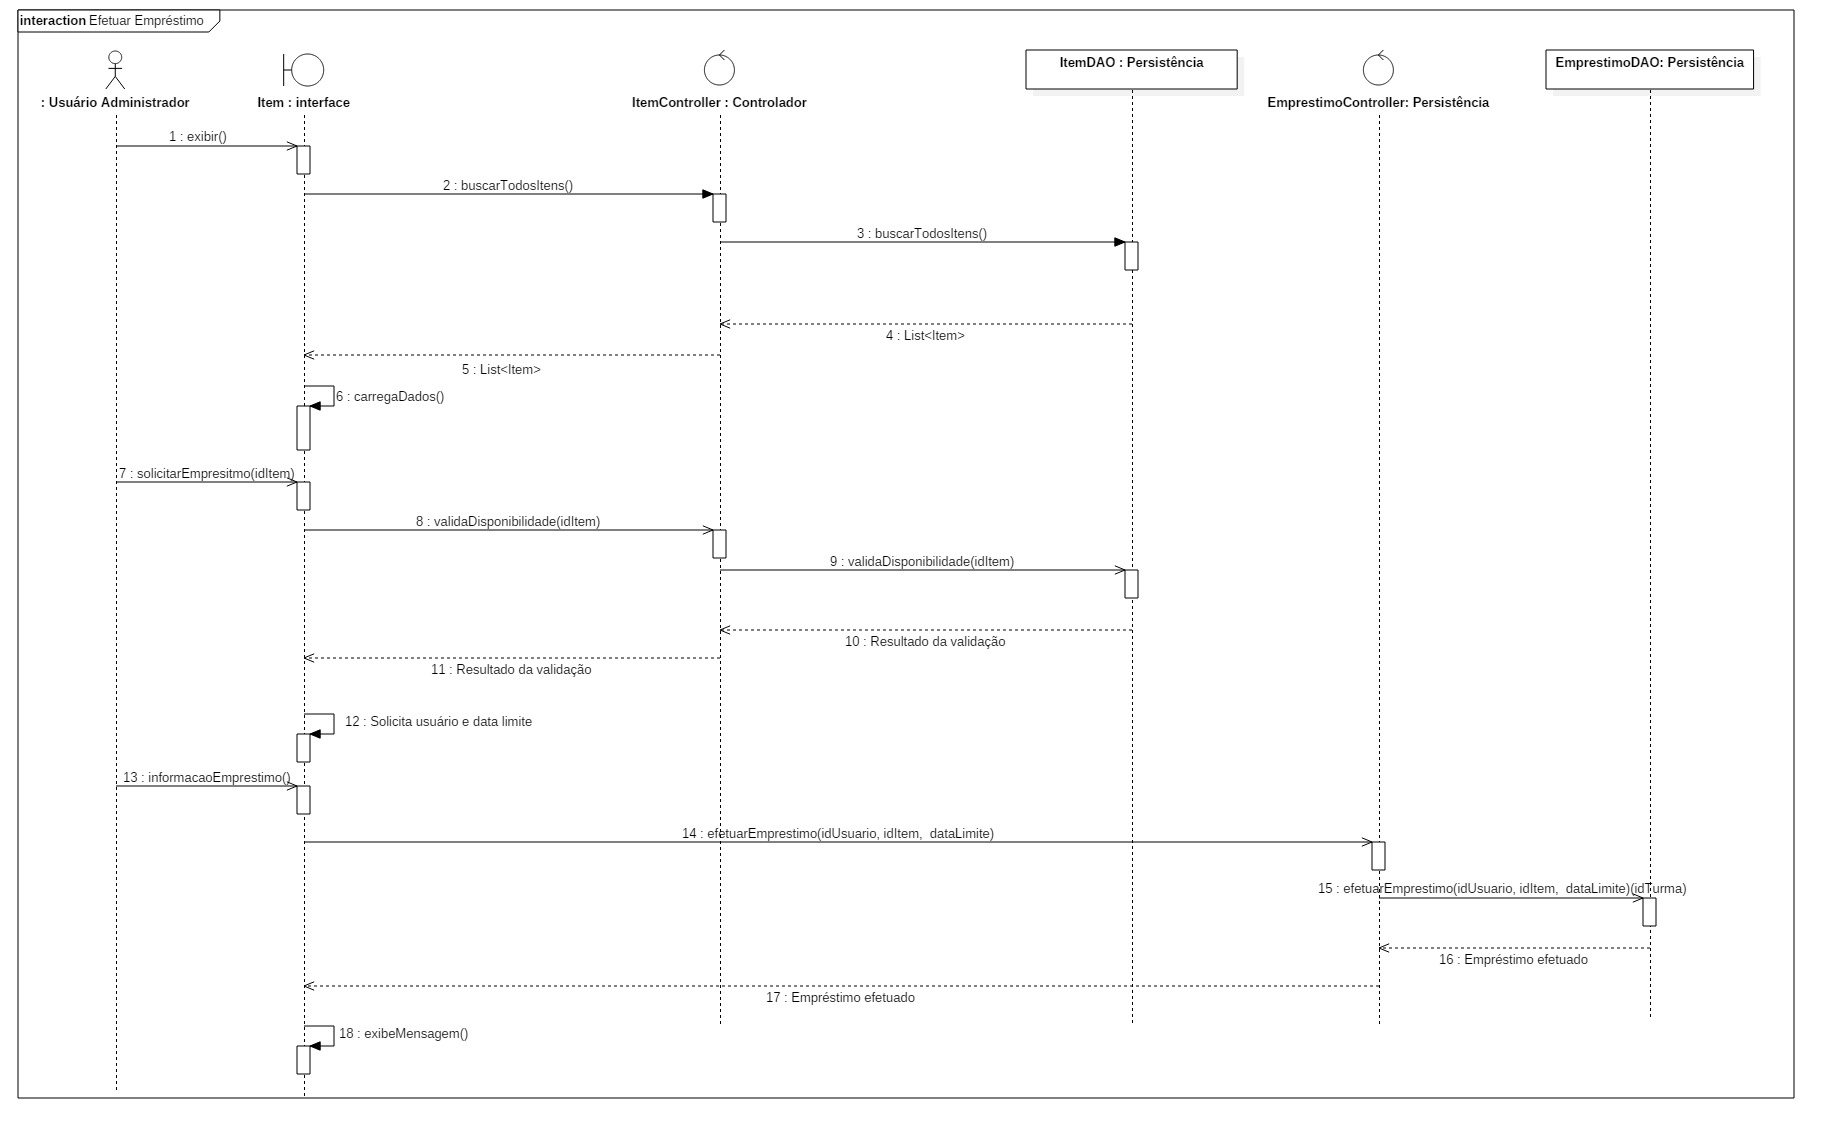 interaction Efetuar Empréstimo
: Usuário Administrador
Item : interface
ItemController : Controlador
ItemDAO : Persistência
EmprestimoController: Persistência
EmprestimoDAO: Persistência
1 : exibir()
2 : buscarTodosItens()
3 : buscarTodosItens()
4 : List<Item>
5 : List<Item>
6 : carregaDados()
7 : solicitarEmpresitmo(idItem)
8 : validaDisponibilidade(idItem)
9 : validaDisponibilidade(idItem)
10 : Resultado da validação
11 : Resultado da validação
12 : Solicita usuário e data limite
13 : informacaoEmprestimo()
14 : efetuarEmprestimo(idUsuario, idItem,  dataLimite)
15 : efetuarEmprestimo(idUsuario, idItem,  dataLimite)(idTurma)
16 : Empréstimo efetuado
17 : Empréstimo efetuado
18 : exibeMensagem()